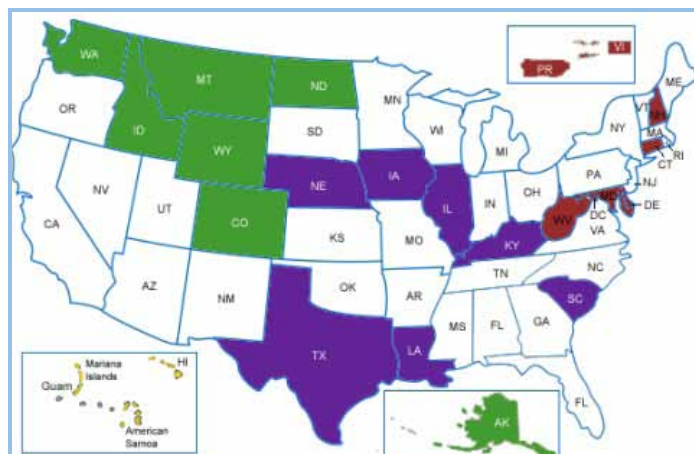 WA
MT
ND
MN
OR
ID
WY
SD
WI
MI
NY
VT
NH
ME
MA
RI
CT
NJ
PA
NE
IA
IL
IN
OH
DE
MD
DC
VA
WV
NV
UT
CO
KS
MO
KY
CA
AZ
NM
OK
AR
TN
NC
SC
TX
LA
MS
FL
GA
FL
PR
VI
Mariana
Islands
HI
Guam
American
Samoa
AK